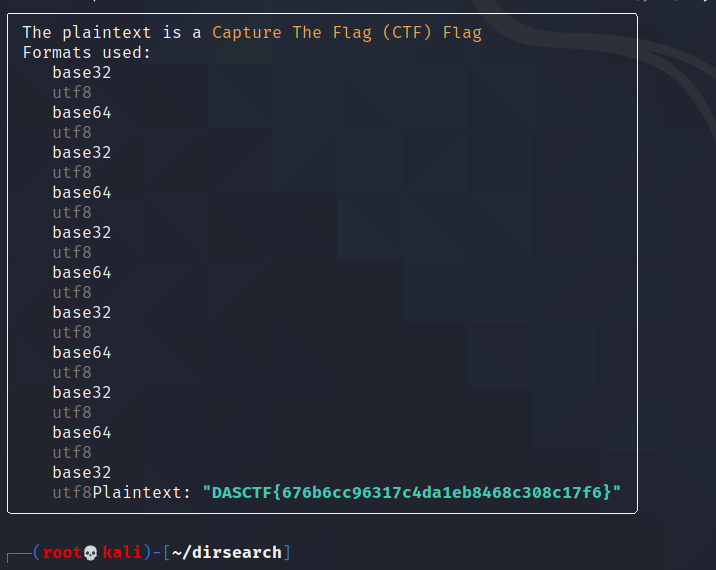 The plaintext is a Capture The Flag (CTF) Flag
Formats used:
base32
utf8
base64
utf8
base32
utf8
base64
utf8
base32
utf8
base64
utf8
base32
utf8
base64
utf8
base32
utf8
base64
utf8
base32
utf8Plaintext: "DASCTF{676b6cc96317c4da1eb8468c308c17f6}"
(root💀kali)-[~/dirsearch]